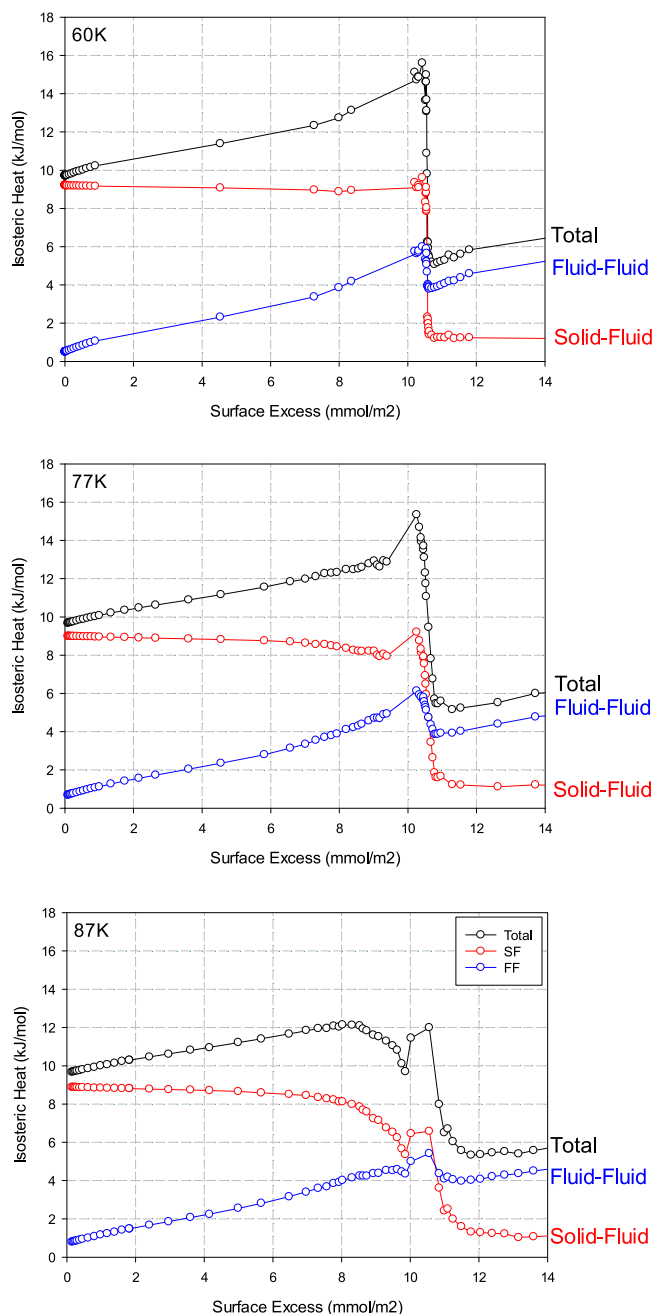 60K
18
16
14
12
10
8
6
4
2
0
Isosteric Heat (kJ/mol)
0 2 4 6 8 10 12 14
Surface Excess (mmol/m2)
Total
Fluid-Fluid
Solid-Fluid
77K
18
16
14
12
10
8
6
4
2
0
Isosteric Heat (kJ/mol)
0 2 4 6 8 10 12 14
Surface Excess (mmol/m2)
Total
Fluid-Fluid
Solid-Fluid
87K
18
16
14
12
10
8
6
4
2
0
Isosteric Heat (kJ/mol)
0 2 4 6 8 10 12 14
Surface Excess (mmol/m2)
Total
SF
FF
Total
Fluid-Fluid
Solid-Fluid